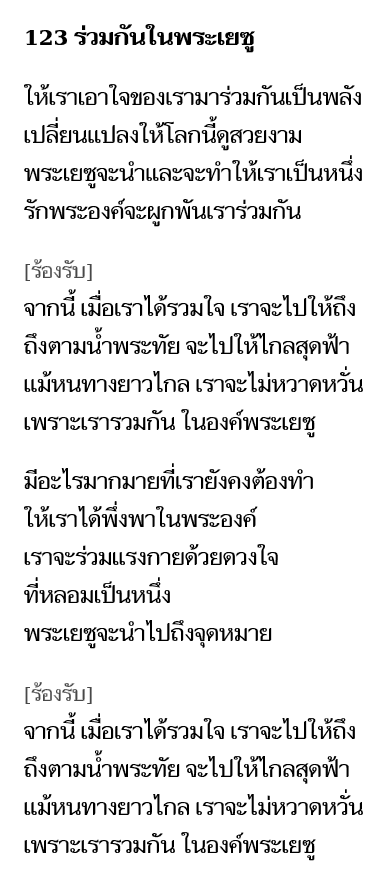 123 ร่วมกันในพระเยซู
ให้เราเอาใจของเรามาร่วมกันเป็นพลัง
เปลี่ยนแปลงให้โลกนี้ดูสวยงาม
พระเยซูจะนำและจะทำให้เราเป็นหนึ่ง
รักพระองค์จะผูกพันเราร่วมกัน
[ร้องรับ]
จากนี้ เมื่อเราได้รวมใจ เราจะไปให้ถึง
ถึงตามน้ำพระทัย จะไปให้ไกลสุดฟ้า
แม้หนทางยาวไกล เราจะไม่หวาดหวั่น
เพราะเรารวมกัน ในองค์พระเยซู
มีอะไรมากมายที่เรายังคงต้องทำ
ให้เราได้พึ่งพาในพระองค์
เราจะร่วมแรงกายด้วยดวงใจ
ที่หลอมเป็นหนึ่ง
พระเยซูจะนำไปถึงจุดหมาย
[ร้องรับ]
จากนี้ เมื่อเราได้รวมใจ เราจะไปให้ถึง
ถึงตามน้ำพระทัย จะไปให้ไกลสุดฟ้า
แม้หนทางยาวไกล เราจะไม่หวาดหวั่น
เพราะเรารวมกัน ในองค์พระเยซู